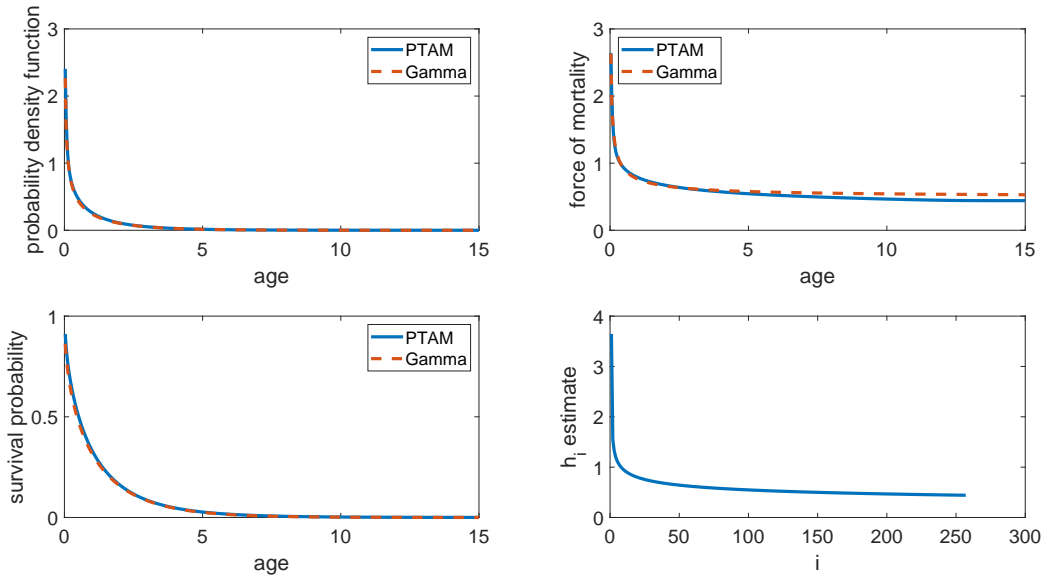 probability density function
3
2
1
0
0 5 10 15
age
PTAM
Gamma
force of mortality
3
2
1
0
0 5 10 15
age
PTAM
Gamma
survival probability
1
0.5
0
0 5 10 15
age
PTAM
Gamma
h_i estimate
4
3
2
1
0
0 50 100 150 200 250 300
i